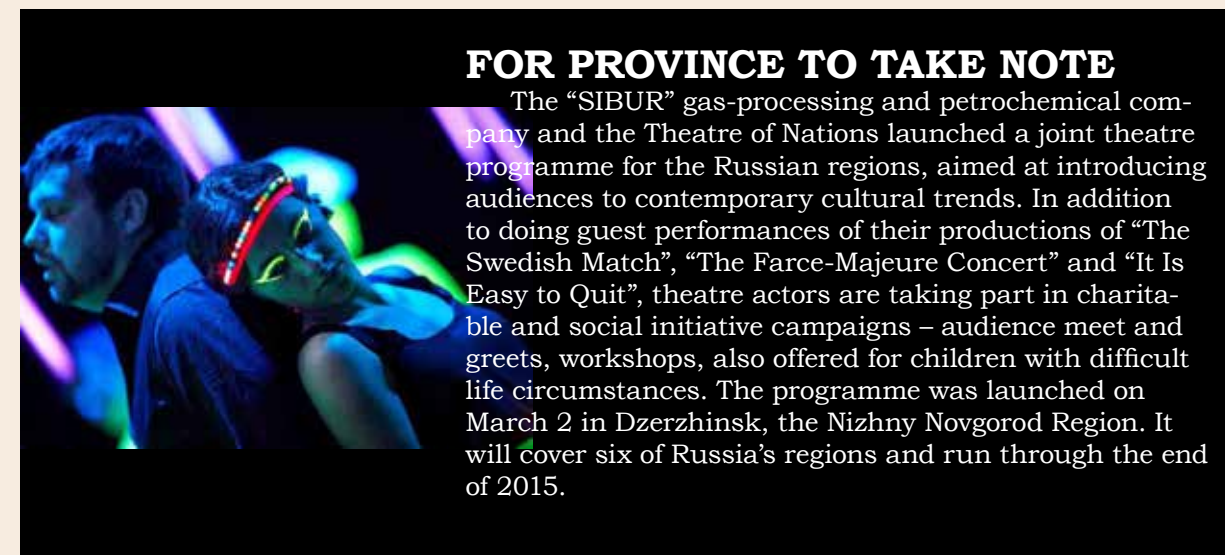 FOR PROVINCE TO TAKE NOTE
The “SIBUR” gas-processing and petrochemical com-
pany and the Theatre of Nations launched a joint theatre
programme for the Russian regions, aimed at introducing
audiences to contemporary cultural trends. In addition
to doing guest performances of their productions of “The
Swedish Match”, “The Farce-Majeure Concert” and “It Is
Easy to Quit”, theatre actors are taking part in charita-
ble and social initiative campaigns – audience meet and
greets, workshops, also offered for children with difficult
life circumstances. The programme was launched on
March 2 in Dzerzhinsk, the Nizhny Novgorod Region. It
will cover six of Russia’s regions and run through the end
of 2015.